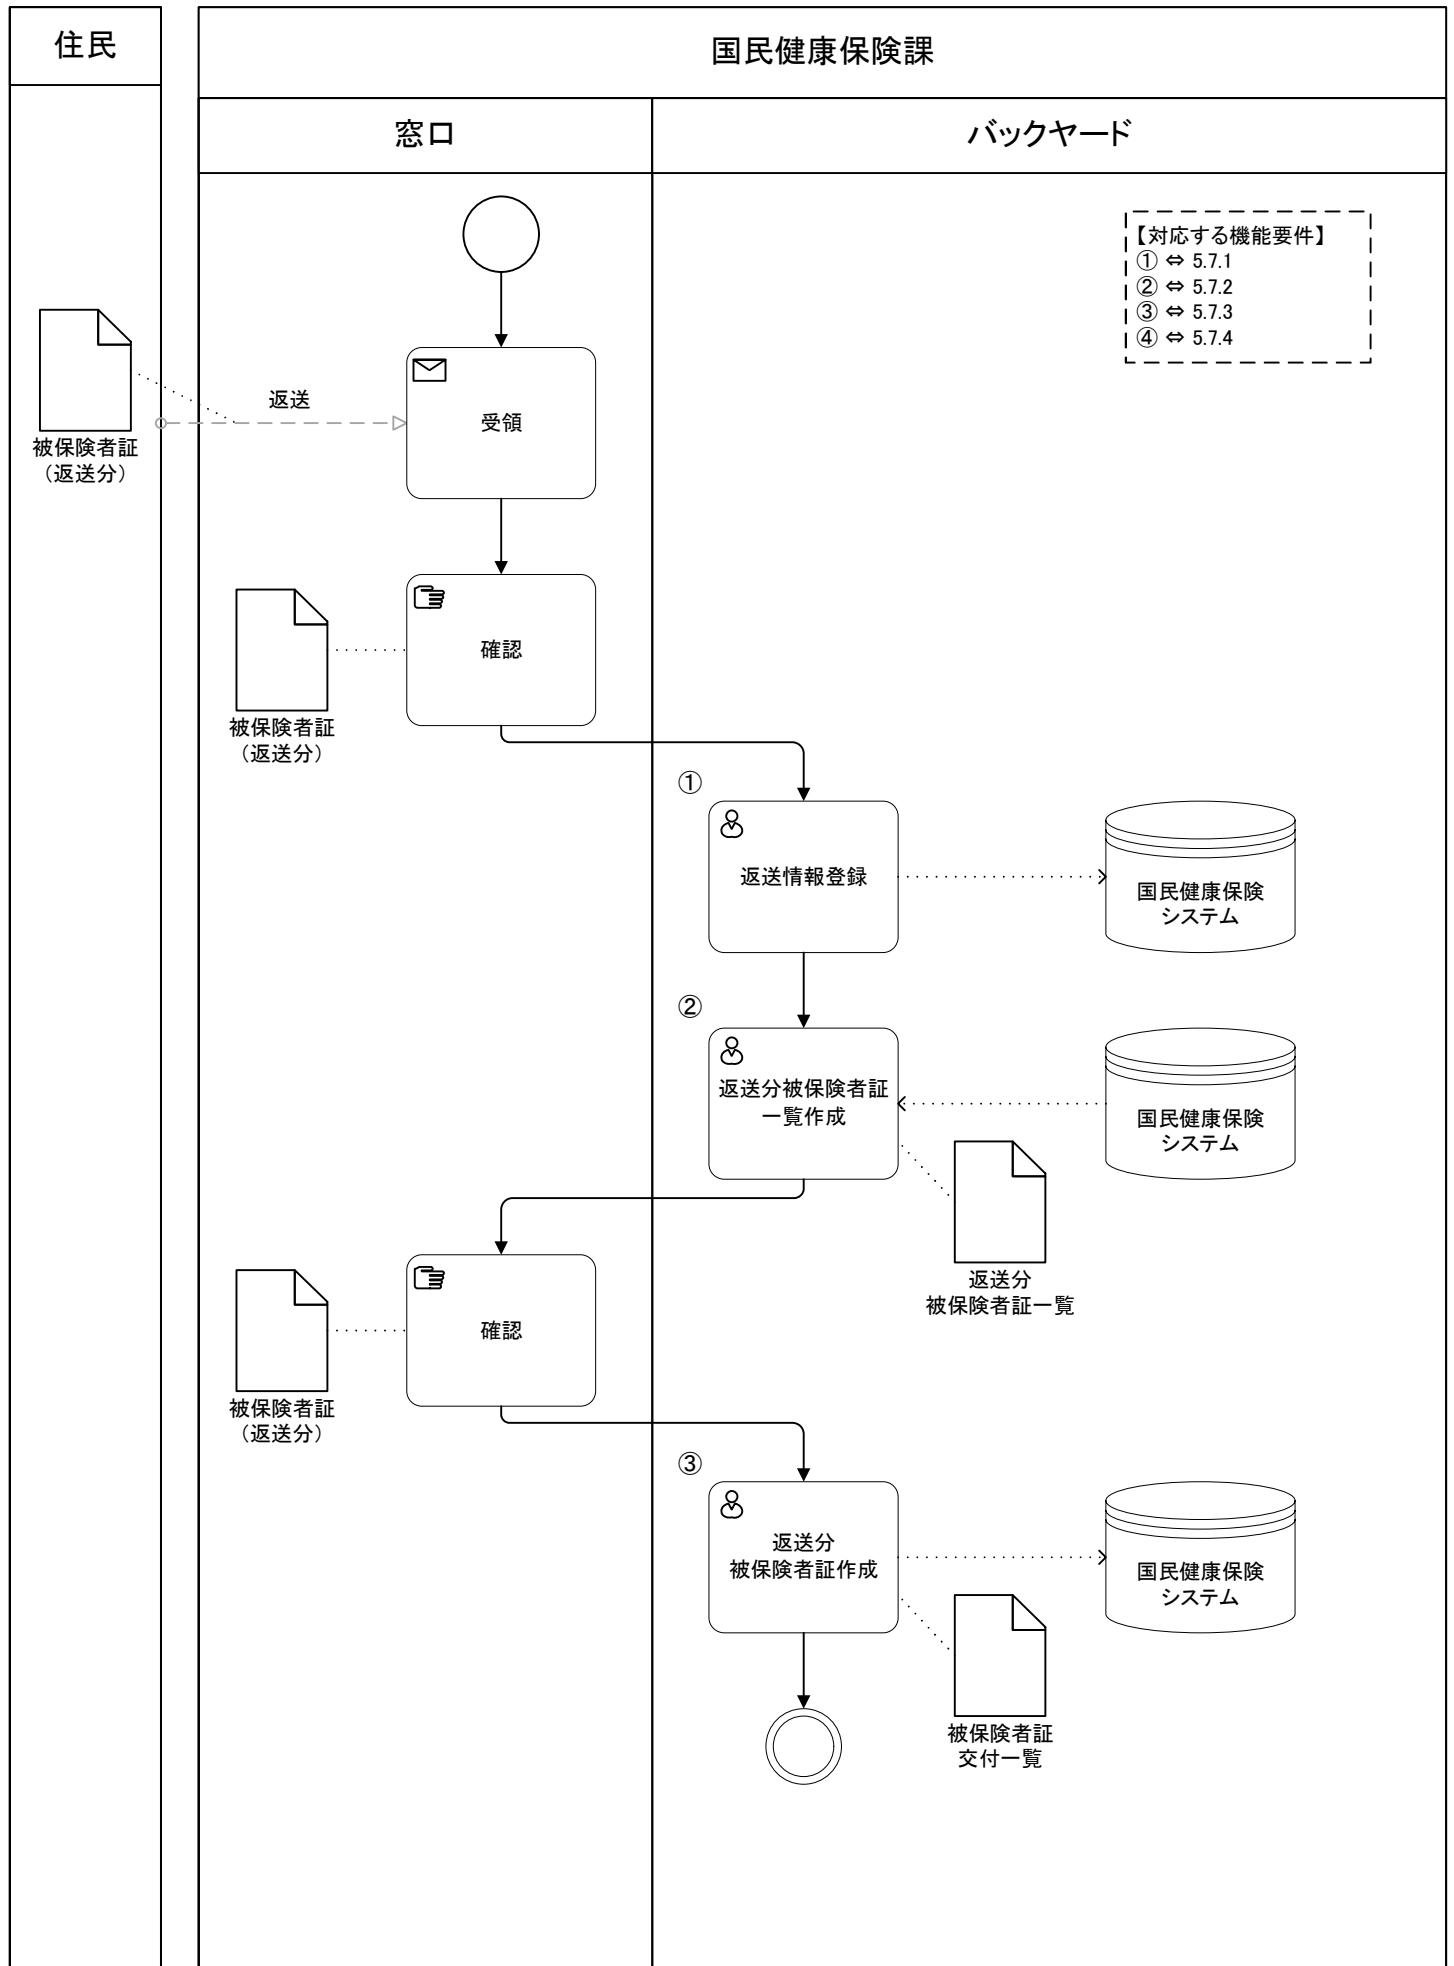 住民
国民健康保険課
窓口
バックヤード
【対応する機能要件】
① ⇔ 5.7.1
② ⇔ 5.7.2
③ ⇔ 5.7.3
④ ⇔ 5.7.4
返送
受領
被保険者証
（返送分）
確認
被保険者証
（返送分）
①
返送情報登録
国民健康保険
システム
②
返送分被保険者証
一覧作成
国民健康保険
システム
返送分
被保険者証一覧
確認
被保険者証
（返送分）
③
返送分
被保険者証作成
国民健康保険
システム
被保険者証
交付一覧